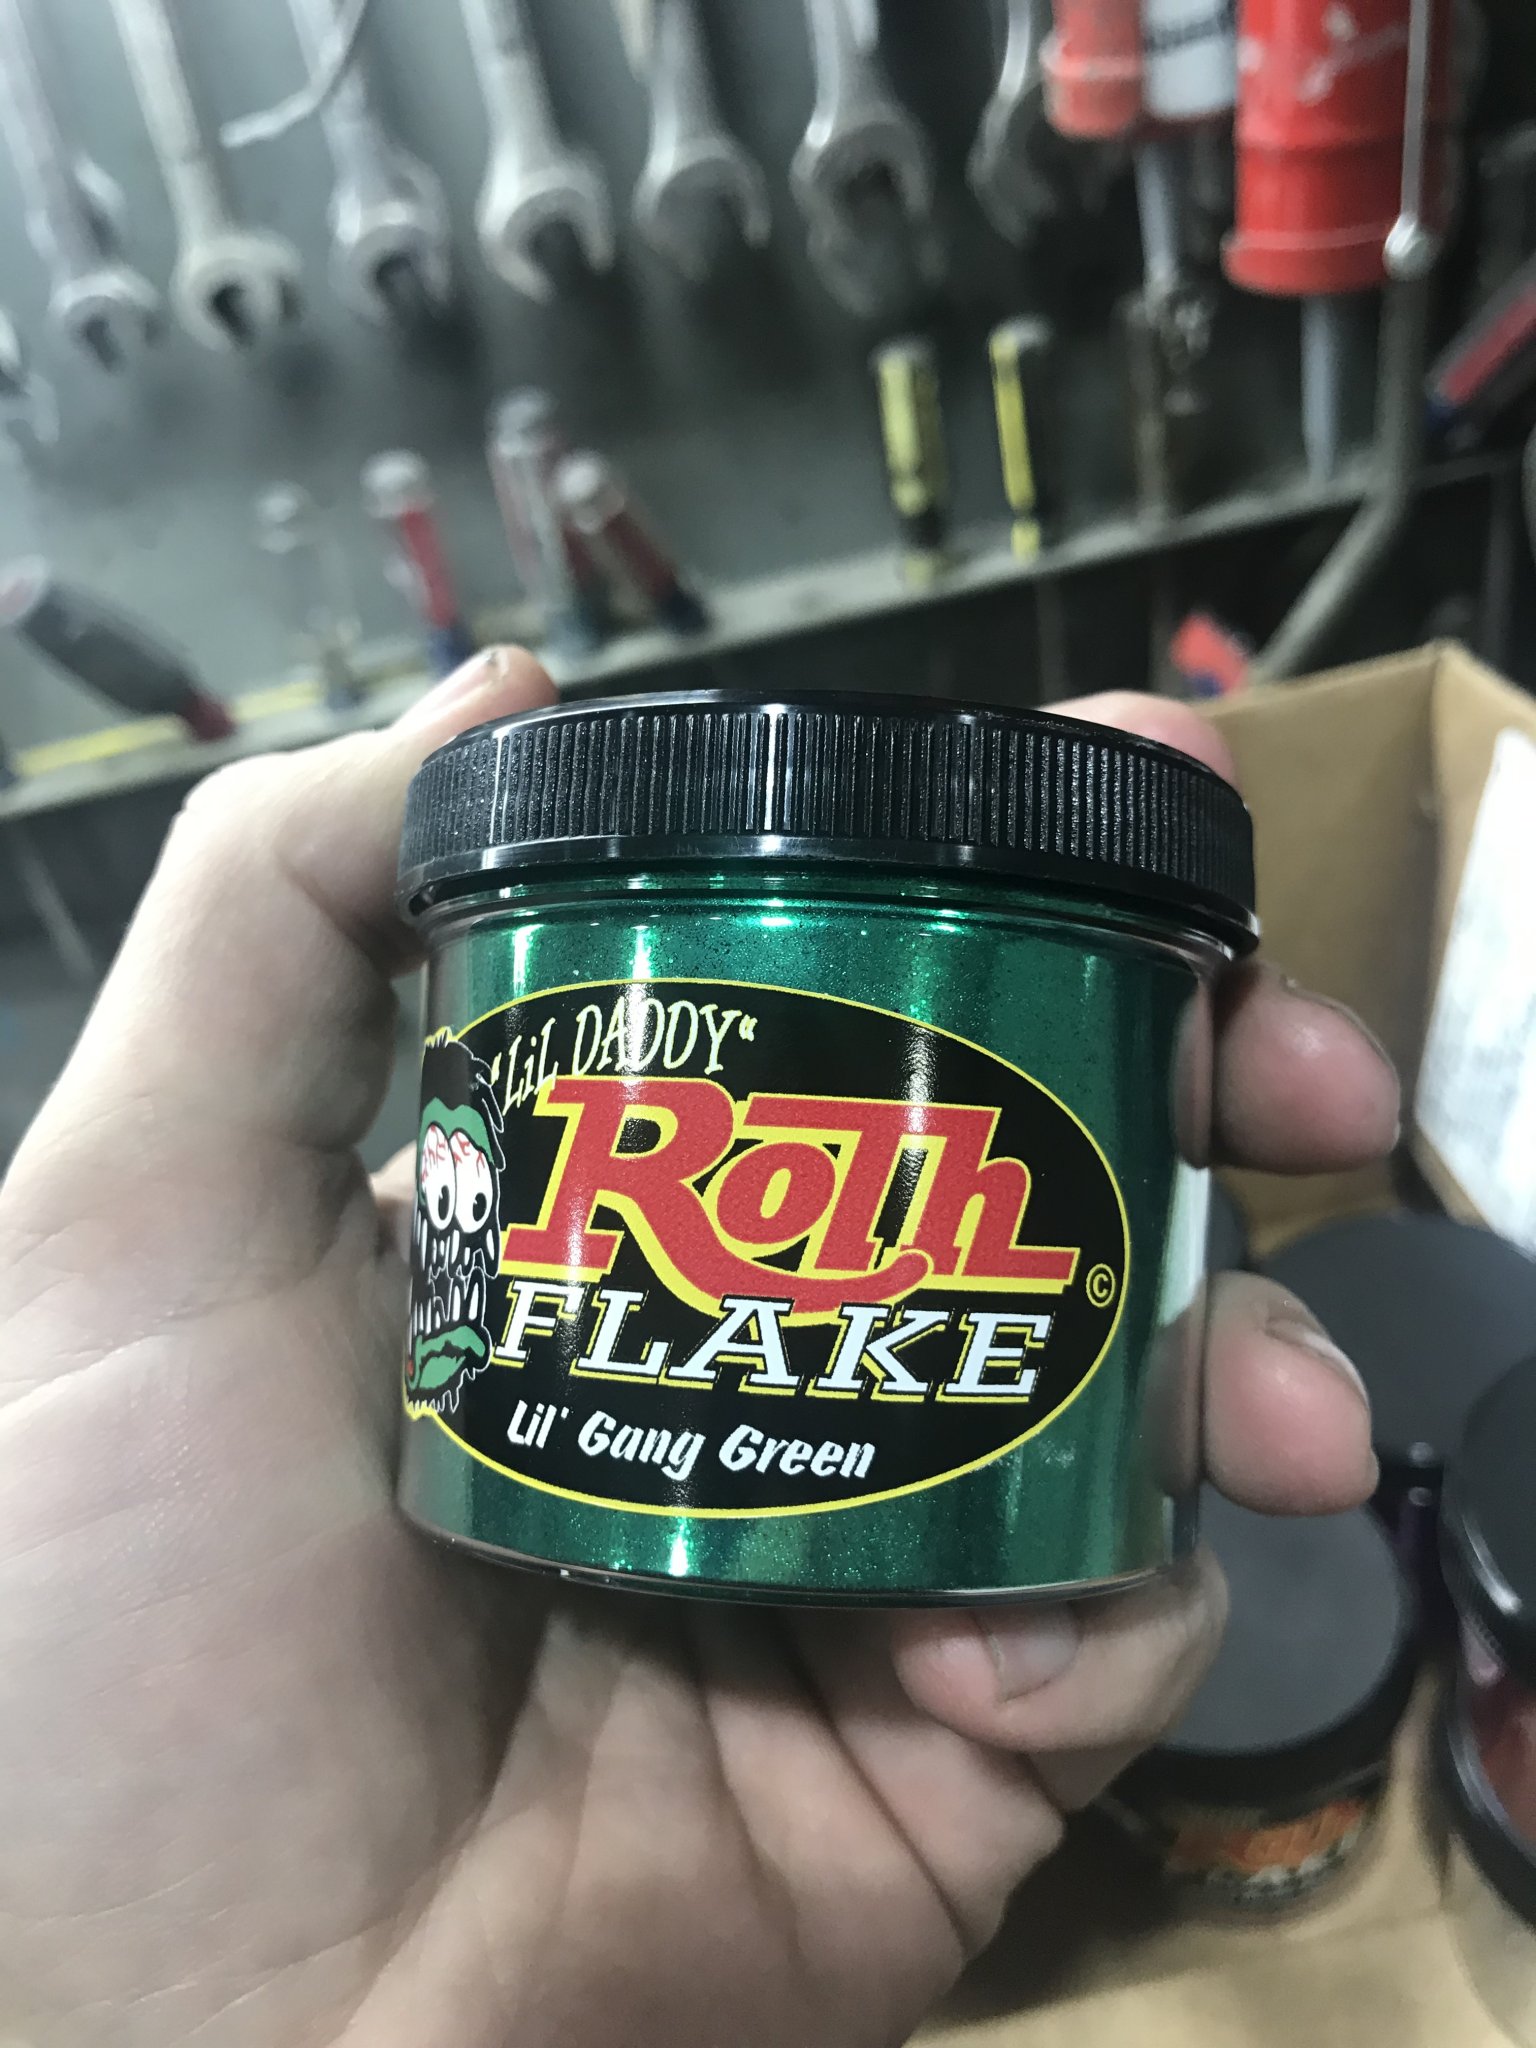 "LiL DADDY"
RoTh
©
FLAKE
Lil' Gang Green